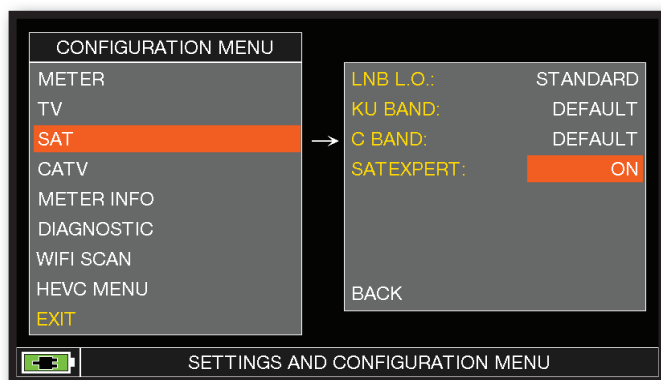 CONFIGURATION MENU
METER
TV
SAT
CATV
METER INFO
DIAGNOSTIC
WIFI SCAN
HEVC MENU
EXIT
LNB L.O.: STANDARD
KU BAND: DEFAULT
C BAND: DEFAULT
SATEXPERT: ON
BACK
SETTINGS AND CONFIGURATION MENU